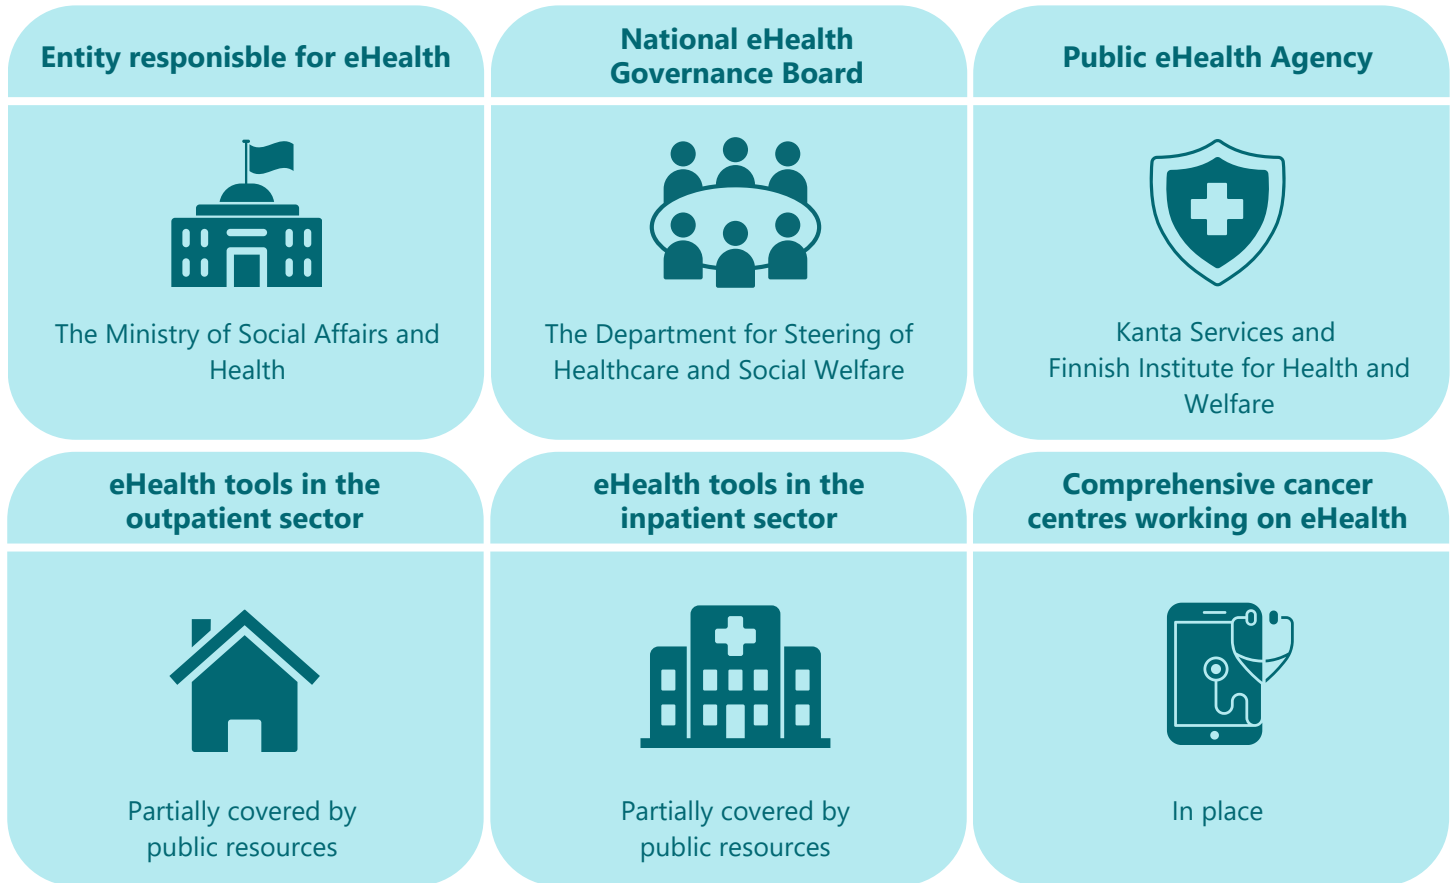 Entity responisble for eHealth
National eHealth
Governance Board
Public eHealth Agency
The Ministry of Social Affairs and
Health
The Department for Steering of
Healthcare and Social Welfare
Kanta Services and
Finnish Institute for Health and
Welfare
eHealth tools in the
outpatient sector
eHealth tools in the
inpatient sector
Comprehensive cancer
centres working on eHealth
Partially covered by
public resources
Partially covered by
public resources
In place